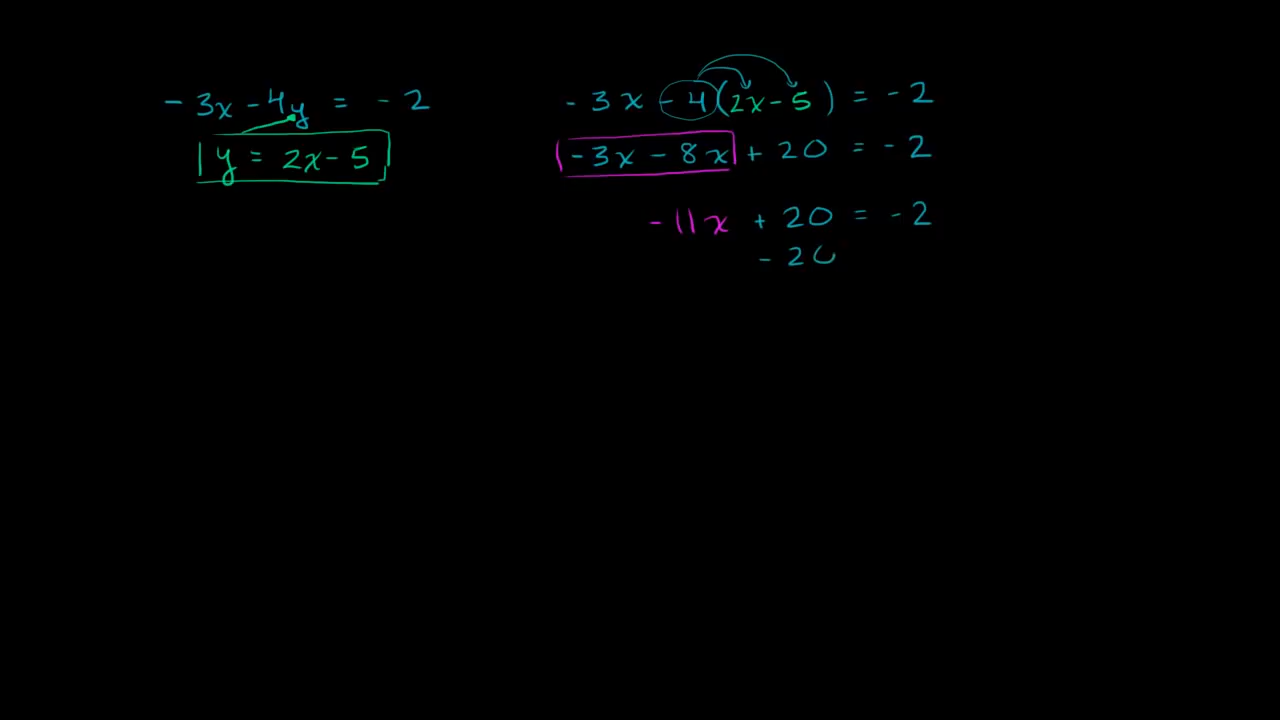 - 3x - 4y = - 2
y = 2x - 5
- 3x - 4(2x - 5) = - 2
- 3x - 8x + 20 = - 2
- 11x + 20 = - 2
- 20